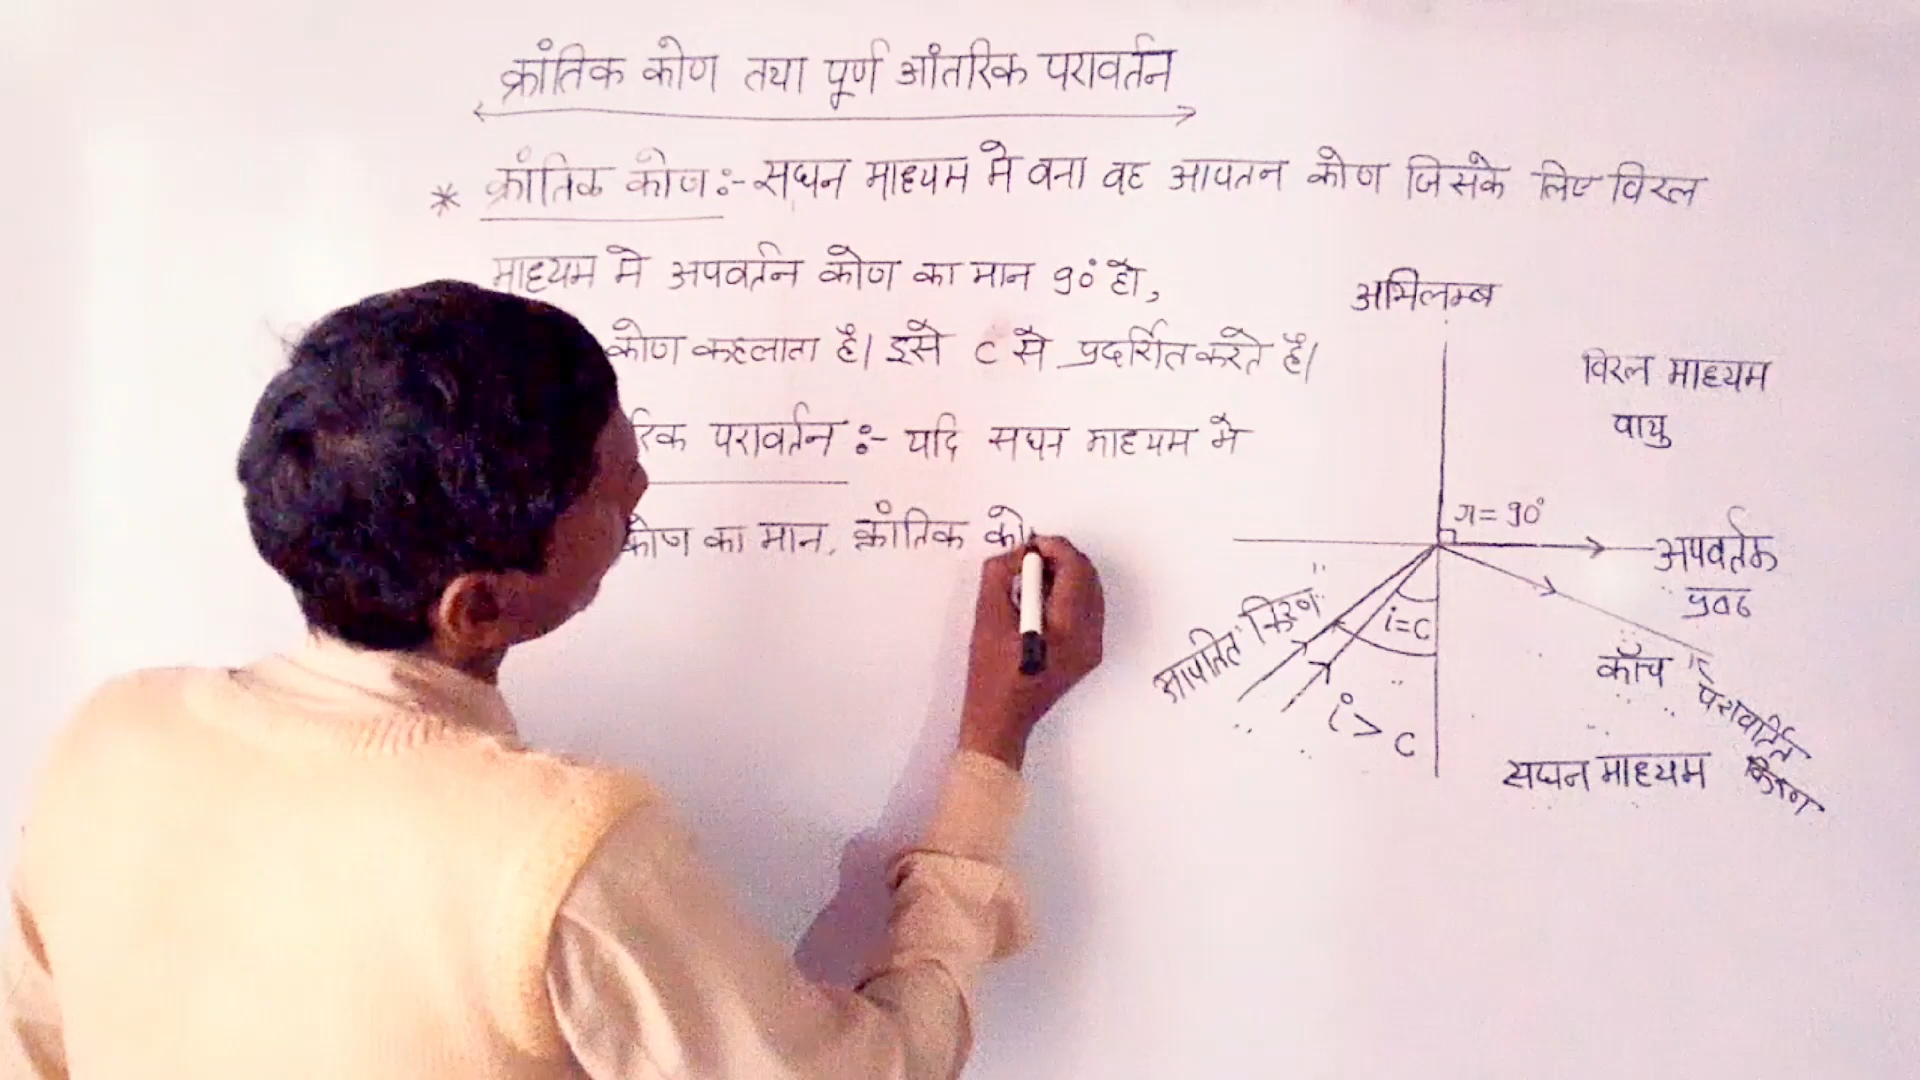 क्रांतिक कोण तथा पूर्ण आंतरिक परावर्तन
* क्रांतिक कोण :- सघन माध्यम मे बना वह आपतन कोण जिसके लिए विरल
माध्यम मे अपवर्तन कोण का मान 90° हो,
कोण कहलाता है। इसे C से प्रदर्शित करते है।
रिक परावर्तन :- यदि सघन माध्यम मे
कोण का मान, क्रांतिक को
अभिलम्ब
विरल माध्यम
वायु
r = 90°
अपवर्तक
पृष्ठ
आपतित किरण
i=C
i > C
काँच
परावर्तित
किरण
सघन माध्यम